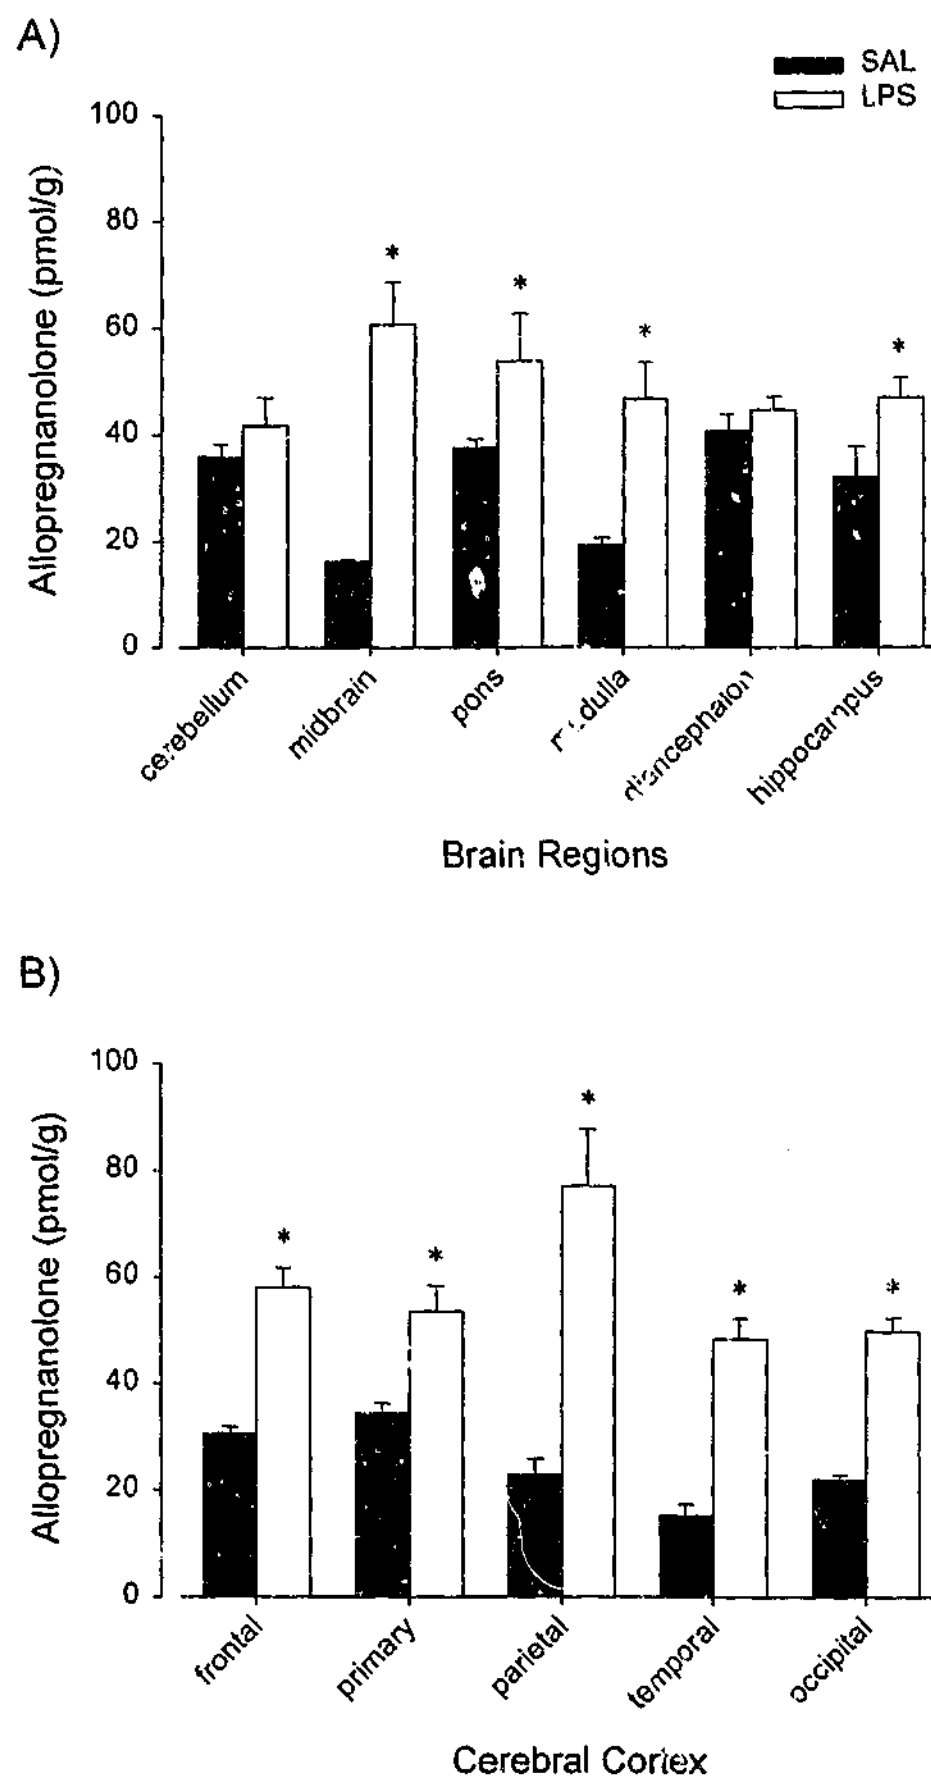 A)
SAL
LPS
100
80
60
40
20
0
Allopregnanolone (pmol/g)
*
*
*
*
cerebellum
midbrain
pons
diencephalon
hippocampus
Brain Regions
B)
100
80
60
40
20
0
Allopregnanolone (pmol/g)
*
*
*
*
*
frontal
primary
parietal
temporal
occipital
Cerebral Cortex